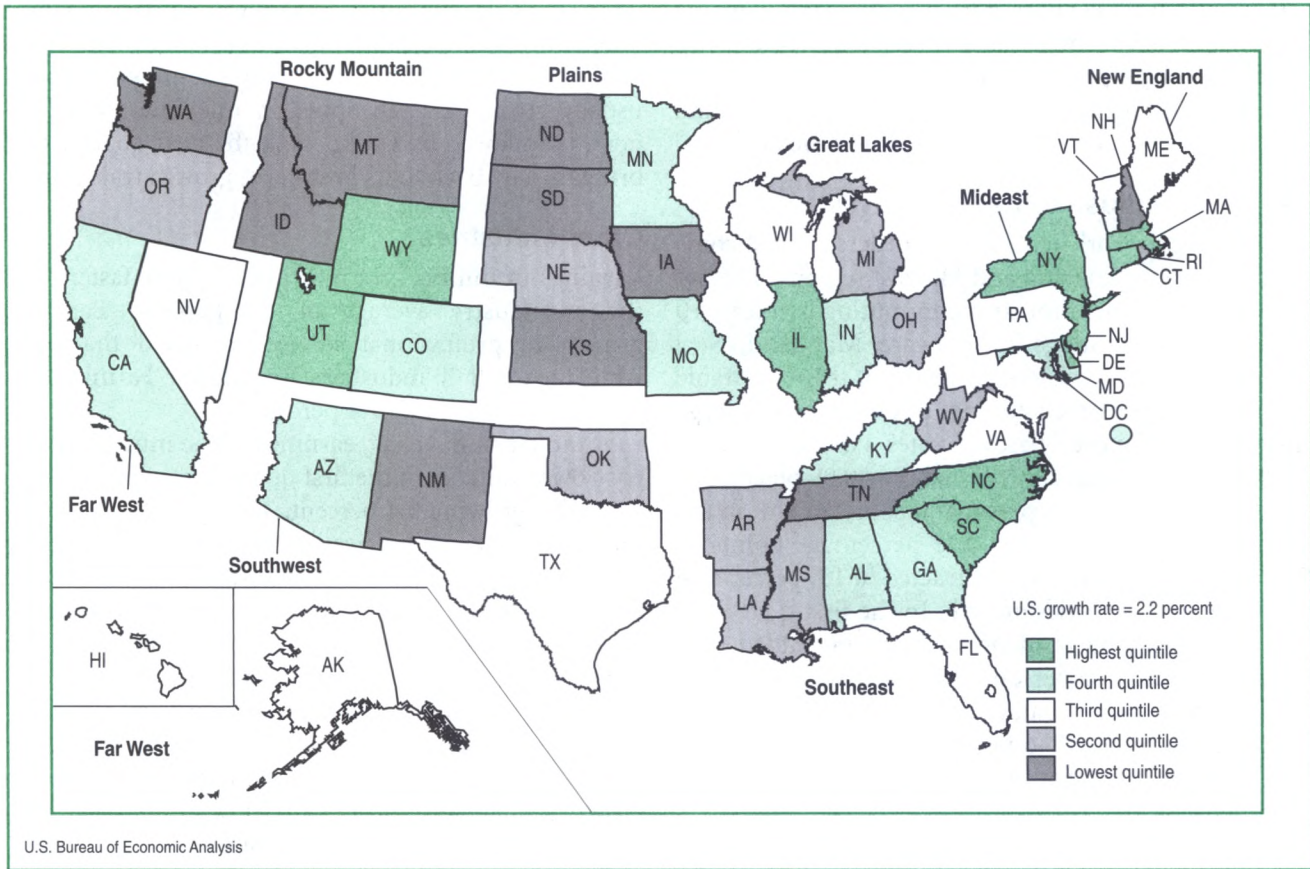 Rocky Mountain
Plains
New England
Great Lakes
Mideast
WA
MT
ND
MN
NH
VT
ME
OR
ID
SD
WI
MI
MA
WY
NE
IA
NY
RI
CT
NV
UT
CO
KS
MO
IL
IN
OH
PA
NJ
DE
MD
DC
CA
AZ
NM
OK
KY
WV
VA
TN
NC
Far West
AR
SC
Southwest
TX
LA
MS
AL
GA
FL
Southeast
HI
AK
Far West
U.S. growth rate = 2.2 percent
Highest quintile
Fourth quintile
Third quintile
Second quintile
Lowest quintile
U.S. Bureau of Economic Analysis